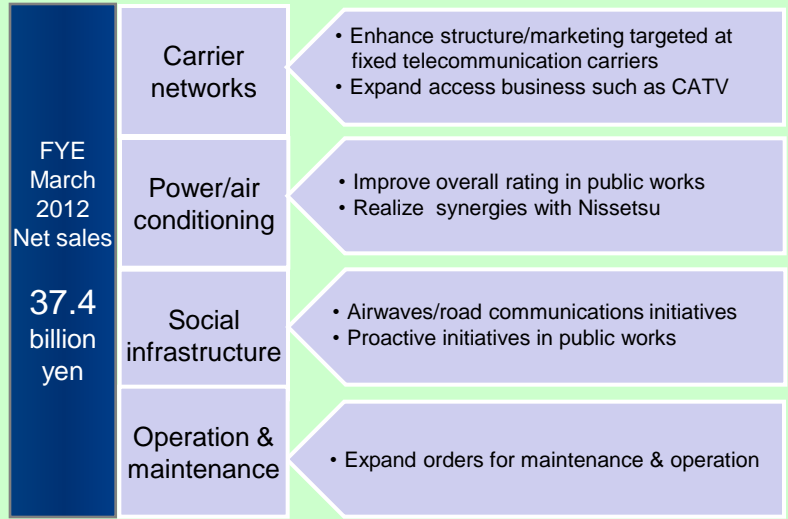 FYE
March
2012
Net sales
37.4
billion
yen
Carrier
networks
• Enhance structure/marketing targeted at
fixed telecommunication carriers
• Expand access business such as CATV
Power/air
conditioning
• Improve overall rating in public works
• Realize  synergies with Nissetsu
Social
infrastructure
• Airwaves/road communications initiatives
• Proactive initiatives in public works
Operation &
maintenance
• Expand orders for maintenance & operation